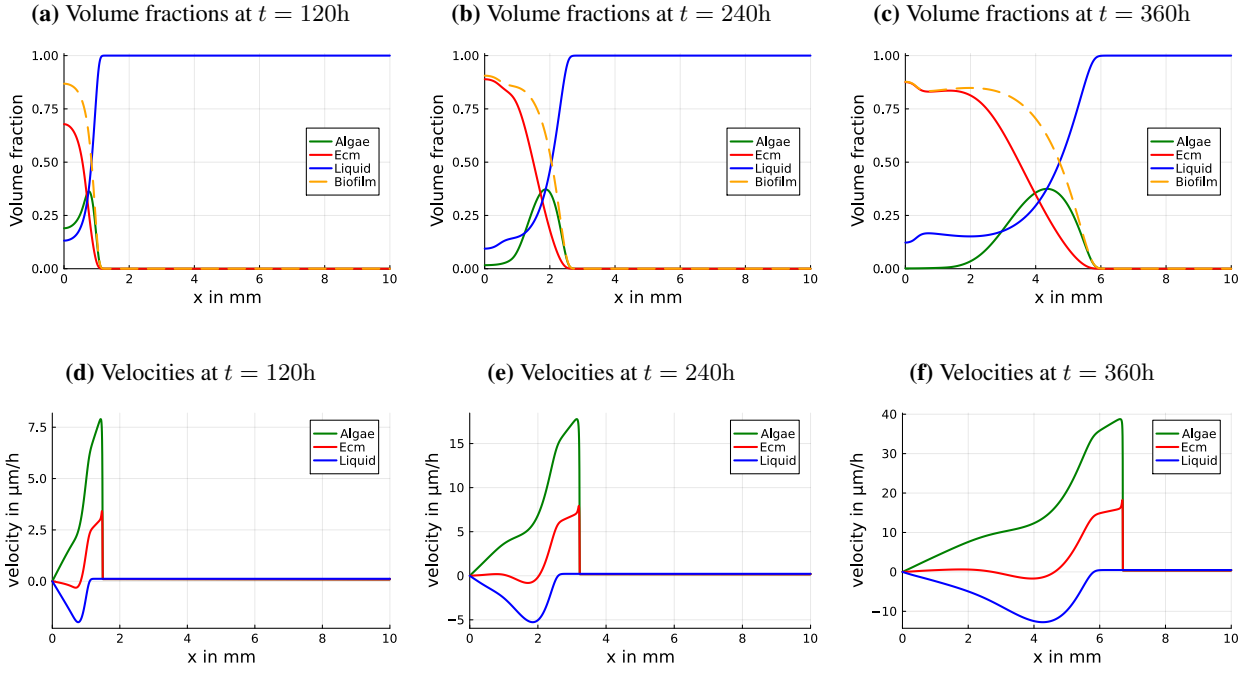 (a) Volume fractions at t = 120h
(b) Volume fractions at t = 240h
(c) Volume fractions at t = 360h
Volume fraction
1.00
0.75
0.50
0.25
0.00
Algae
Ecm
Liquid
Biofilm
0 2 4 6 8 10
x in mm
Volume fraction
1.00
0.75
0.50
0.25
0.00
Algae
Ecm
Liquid
Biofilm
0 2 4 6 8 10
x in mm
Volume fraction
1.00
0.75
0.50
0.25
0.00
Algae
Ecm
Liquid
Biofilm
0 2 4 6 8 10
x in mm
(d) Velocities at t = 120h
(e) Velocities at t = 240h
(f) Velocities at t = 360h
velocity in μm/h
7.5
5.0
2.5
0.0
Algae
Ecm
Liquid
0 2 4 6 8 10
x in mm
velocity in μm/h
15
10
5
0
−5
Algae
Ecm
Liquid
0 2 4 6 8 10
x in mm
velocity in μm/h
40
30
20
10
0
−10
Algae
Ecm
Liquid
0 2 4 6 8 10
x in mm